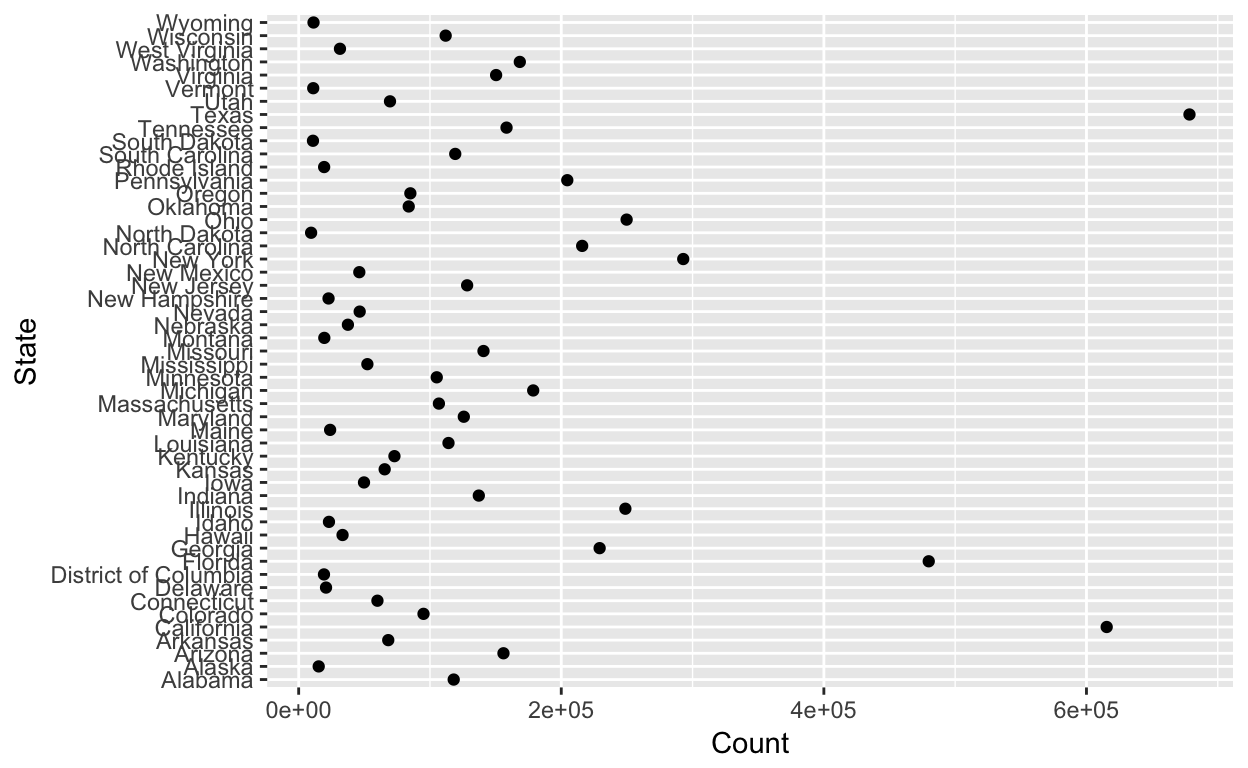 Wyoming
Wisconsin
West Virginia
Washington
Virginia
Vermont
Utah
Texas
Tennessee
South Dakota
South Carolina
Rhode Island
Pennsylvania
Oregon
Oklahoma
Ohio
North Dakota
North Carolina
New York
New Mexico
New Jersey
New Hampshire
Nevada
Nebraska
Montana
Missouri
Mississippi
Minnesota
Michigan
Massachusetts
Maryland
Maine
Louisiana
Kentucky
Kansas
Iowa
Indiana
Illinois
Idaho
Hawaii
Georgia
Florida
District of Columbia
Delaware
Connecticut
Colorado
California
Arkansas
Arizona
Alaska
Alabama
State
0e+00 2e+05 4e+05 6e+05
Count